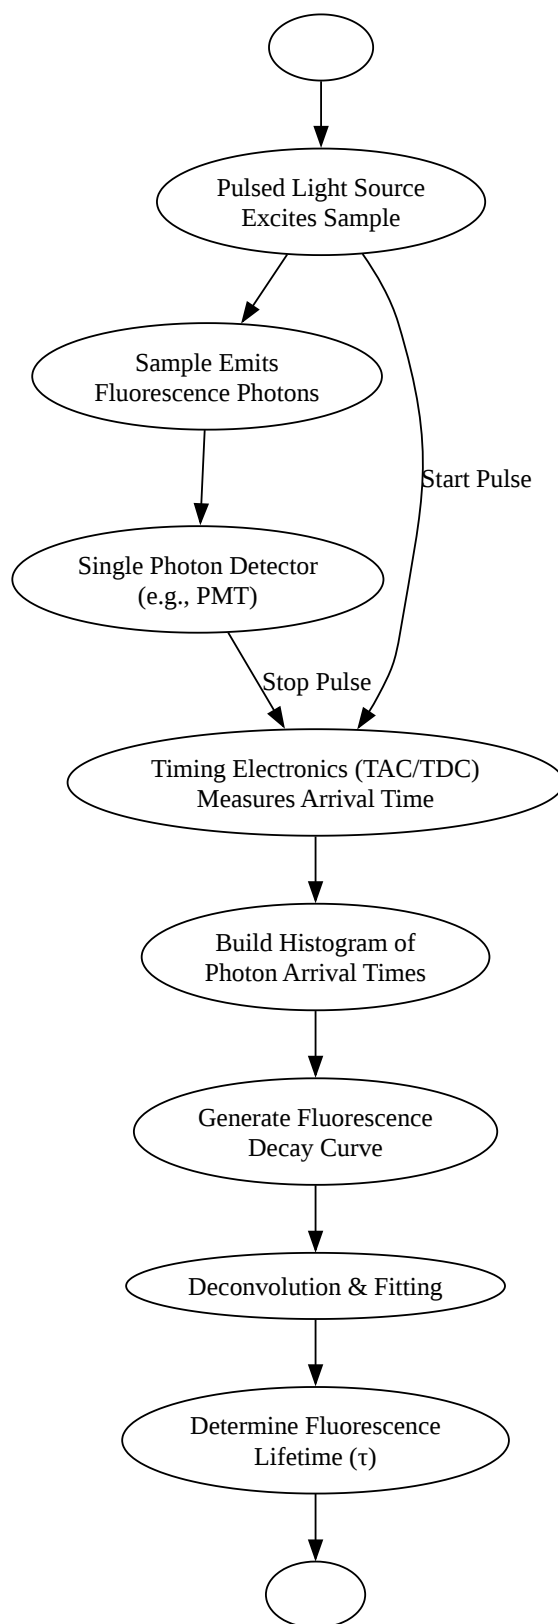 Pulsed Light Source
Excites Sample
Sample Emits
Fluorescence Photons
Start Pulse
Single Photon Detector
(e.g., PMT)
Stop Pulse
Timing Electronics (TAC/TDC)
Measures Arrival Time
Build Histogram of
Photon Arrival Times
Generate Fluorescence
Decay Curve
Deconvolution & Fitting
Determine Fluorescence
Lifetime (τ)